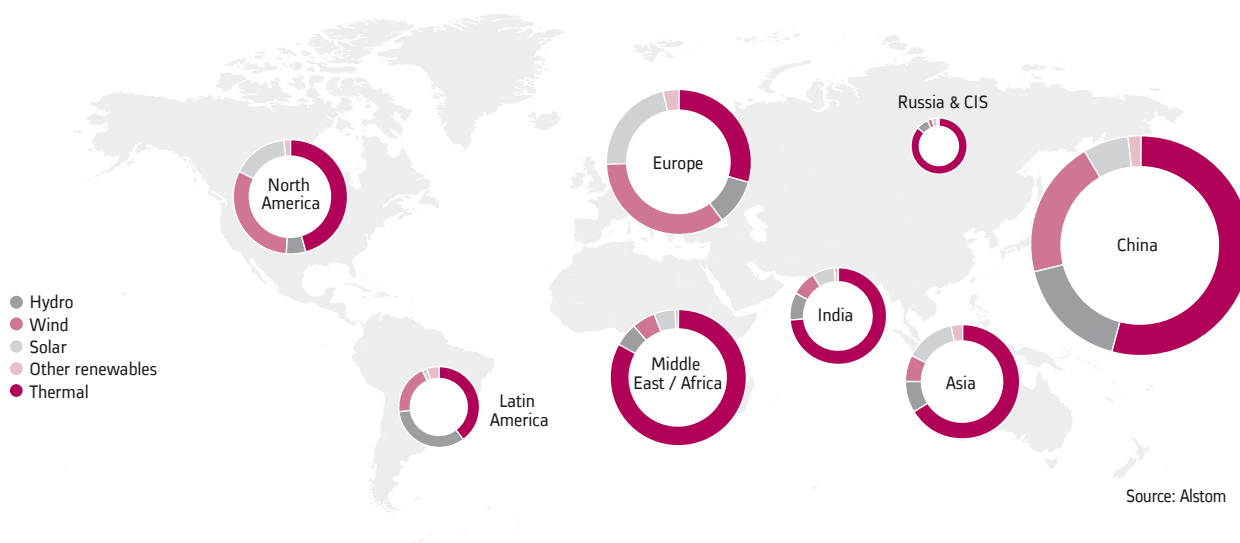 Russia & CIS
Europe
North
America
China
Hydro
Wind
Solar
Other renewables
Thermal
India
Middle
East / Africa
Asia
Latin
America
Source: Alstom